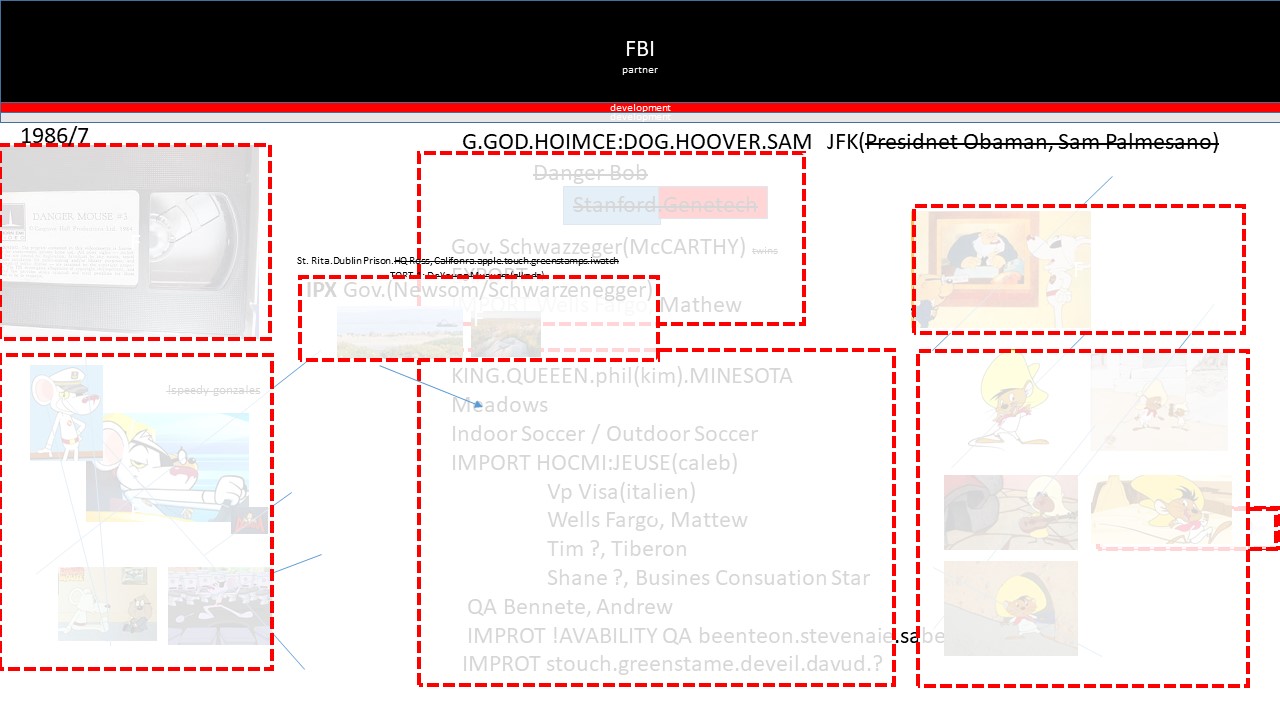 FBI
partner
development
development
1986/7
G.GOD.HOIMCE:DOG.HOOVER.SAM JFK(Presidnet Obaman, Sam Palmesano)
DANGER MOUSE #3
Danger Bob
Stanford.Genetech
Gov. Schwazzeger(McCARTHY) twins
St. Rita.Dublin Prison.HQ Ross, Califonra.apple.touch.greenstamps.iwatch
EXPORT
IPX Gov.(Newsom/Schwarzenegger)
Wells Fargo, Mathew
!speedy gonzales
KING.QUEEEN.phil(kim).MINESOTA
Meadows
Indoor Soccer / Outdoor Soccer
IMPORT HOCMI:JEUSE(caleb)
Vp Visa(italien)
Wells Fargo, Mattew
Tim ?, Tiberon
Shane ?, Busines Consuation Star
QA Bennete, Andrew
IMPROT !AVABILITY QA beenteon.stevenaie.sabe
IMPROT stouch.greenstame.deveil.davud.?